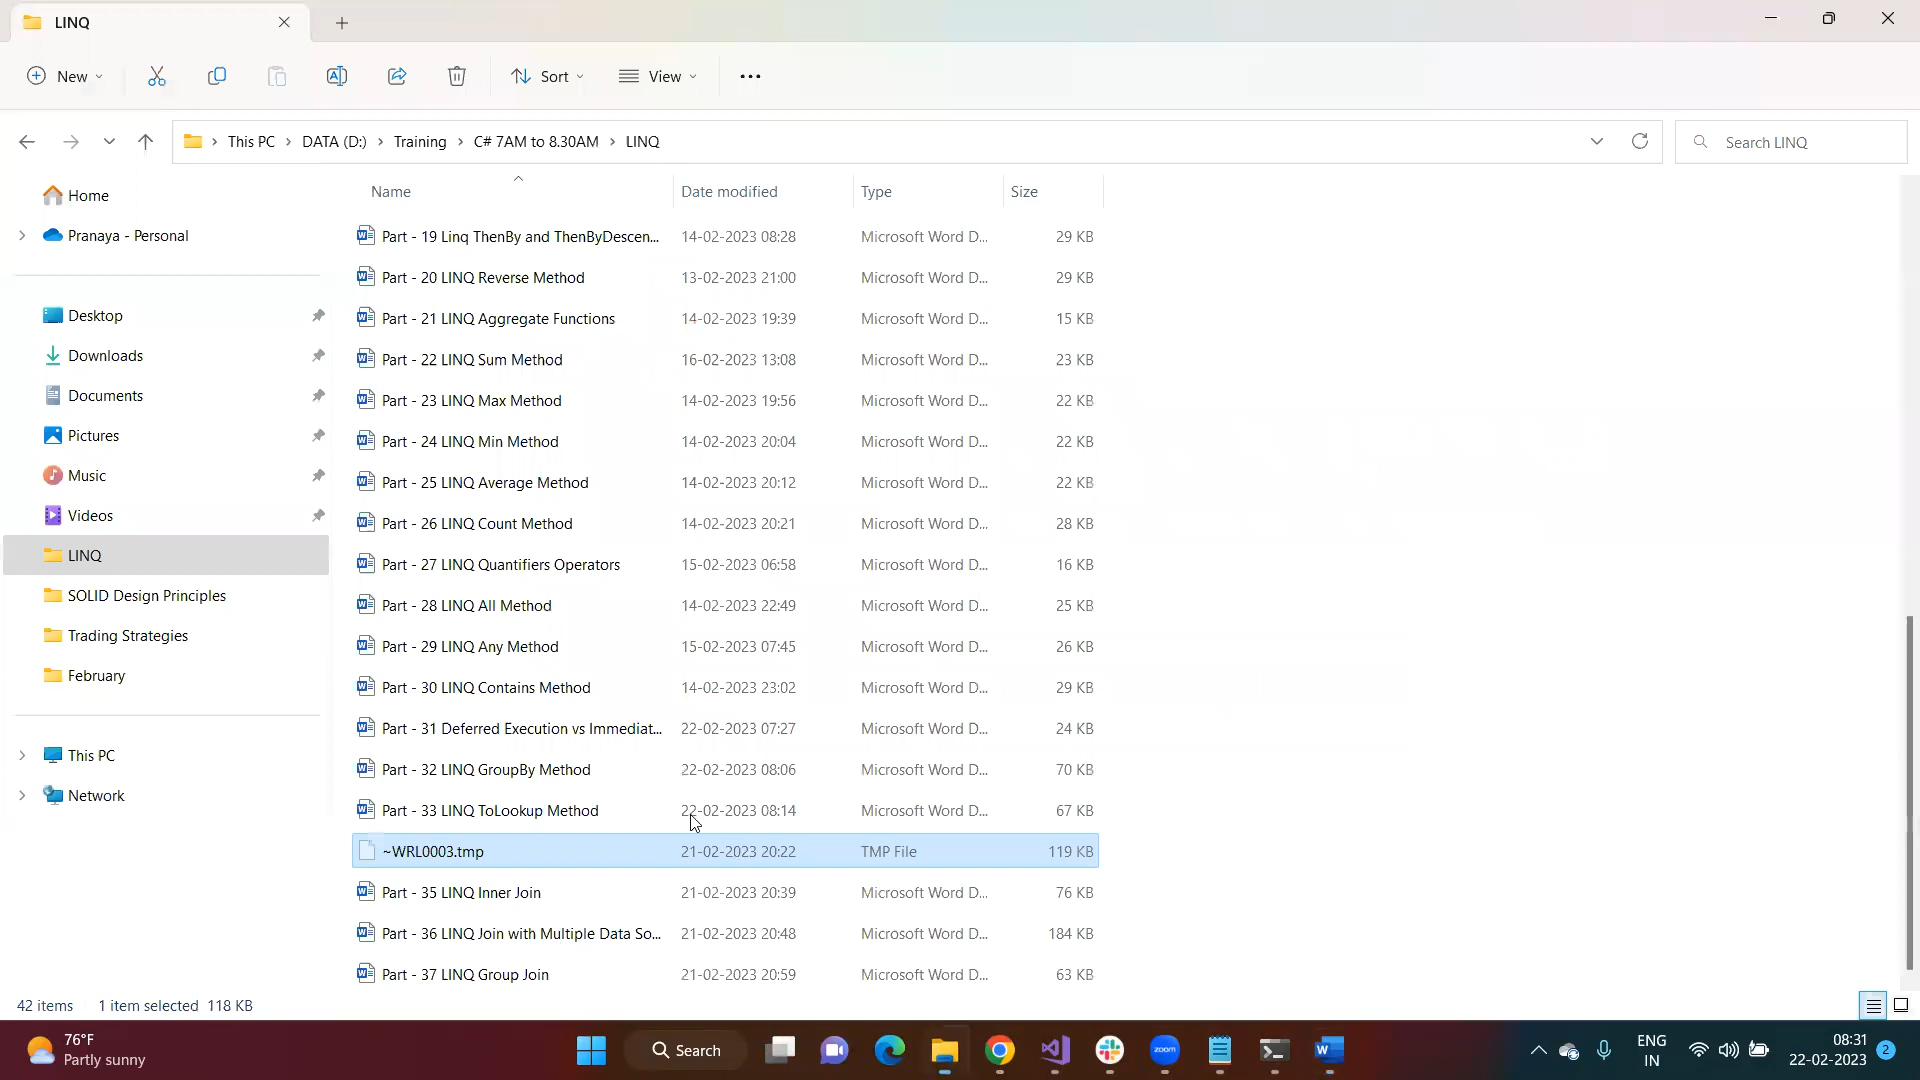 LINQ
New
Sort
View
This PC > DATA (D:) > Training > C# 7AM to 8.30AM > LINQ
Search LINQ
Home
Pranaya - Personal
Desktop
Downloads
Documents
Pictures
Music
Videos
LINQ
SOLID Design Principles
Trading Strategies
February
This PC
Network
Name Date modified Type Size
Part - 19 Linq ThenBy and ThenByDescen... 14-02-2023 08:28 Microsoft Word D... 29 KB
Part - 20 LINQ Reverse Method 13-02-2023 21:00 Microsoft Word D... 29 KB
Part - 21 LINQ Aggregate Functions 14-02-2023 19:39 Microsoft Word D... 15 KB
Part - 22 LINQ Sum Method 16-02-2023 13:08 Microsoft Word D... 23 KB
Part - 23 LINQ Max Method 14-02-2023 19:56 Microsoft Word D... 22 KB
Part - 24 LINQ Min Method 14-02-2023 20:04 Microsoft Word D... 22 KB
Part - 25 LINQ Average Method 14-02-2023 20:12 Microsoft Word D... 22 KB
Part - 26 LINQ Count Method 14-02-2023 20:21 Microsoft Word D... 28 KB
Part - 27 LINQ Quantifiers Operators 15-02-2023 06:58 Microsoft Word D... 16 KB
Part - 28 LINQ All Method 14-02-2023 22:49 Microsoft Word D... 25 KB
Part - 29 LINQ Any Method 15-02-2023 07:45 Microsoft Word D... 26 KB
Part - 30 LINQ Contains Method 14-02-2023 23:02 Microsoft Word D... 29 KB
Part - 31 Deferred Execution vs Immediat... 22-02-2023 07:27 Microsoft Word D... 24 KB
Part - 32 LINQ GroupBy Method 22-02-2023 08:06 Microsoft Word D... 70 KB
Part - 33 LINQ ToLookup Method 22-02-2023 08:14 Microsoft Word D... 67 KB
~WRL0003.tmp 21-02-2023 20:22 TMP File 119 KB
Part - 35 LINQ Inner Join 21-02-2023 20:39 Microsoft Word D... 76 KB
Part - 36 LINQ Join with Multiple Data So... 21-02-2023 20:48 Microsoft Word D... 184 KB
Part - 37 LINQ Group Join 21-02-2023 20:59 Microsoft Word D... 63 KB
42 items 1 item selected 118 KB
76°F
Partly sunny
Search
zoom
ENG
IN
08:31
22-02-2023
2